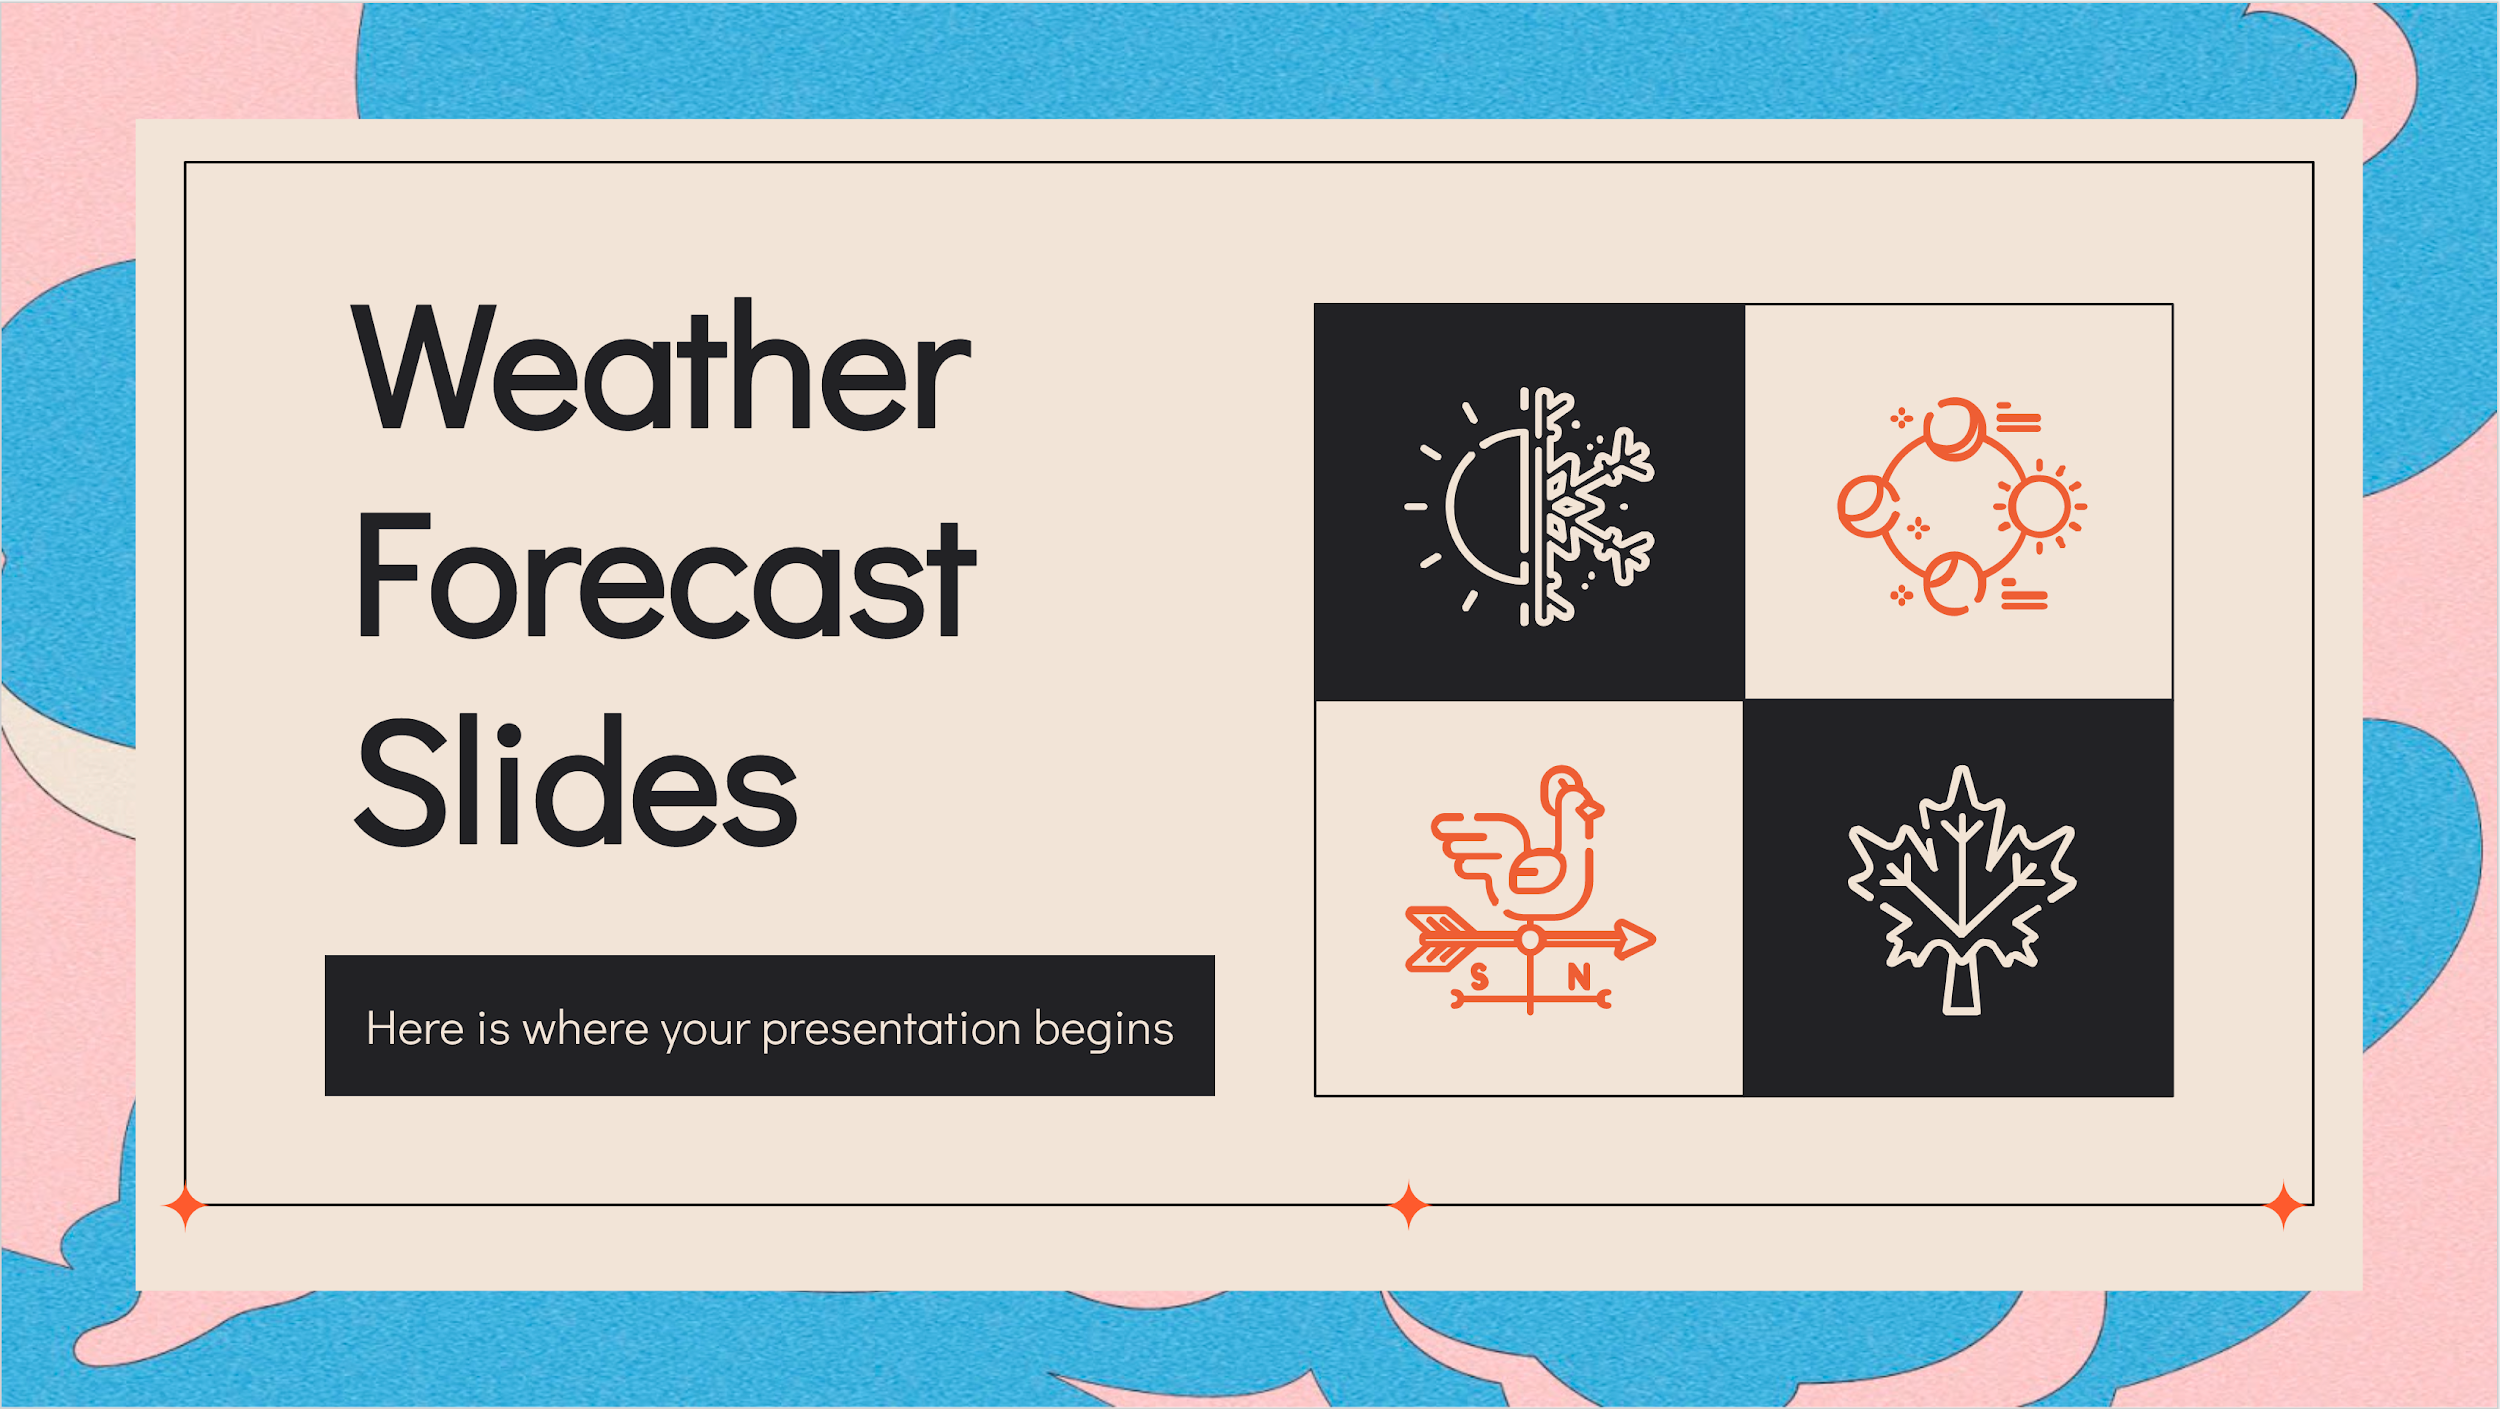 Weather
Forecast
Slides
Here is where your presentation begins
S N